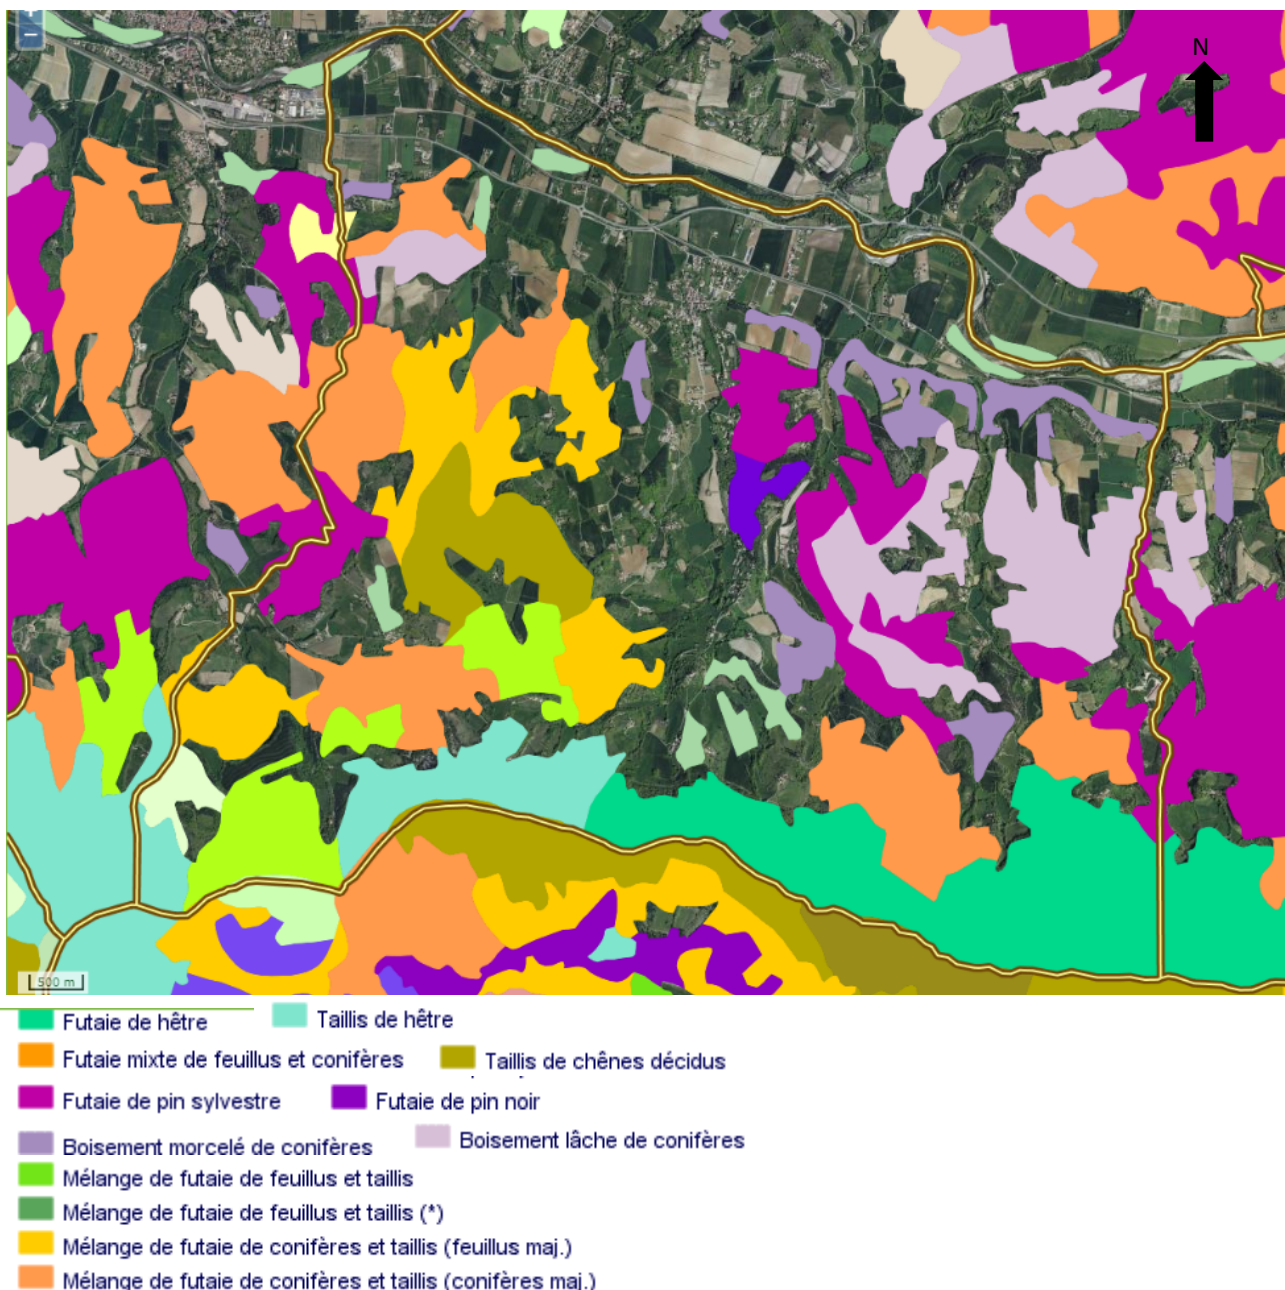 N
500 m
Futaie de hêtre Taillis de hêtre
Futaie mixte de feuillus et conifères Taillis de chênes décidus
Futaie de pin sylvestre Futaie de pin noir
Boisement morcelé de conifères Boisement lâche de conifères
Mélange de futaie de feuillus et taillis
Mélange de futaie de feuillus et taillis (*)
Mélange de futaie de conifères et taillis (feuillus maj.)
Mélange de futaie de conifères et taillis (conifères maj.)